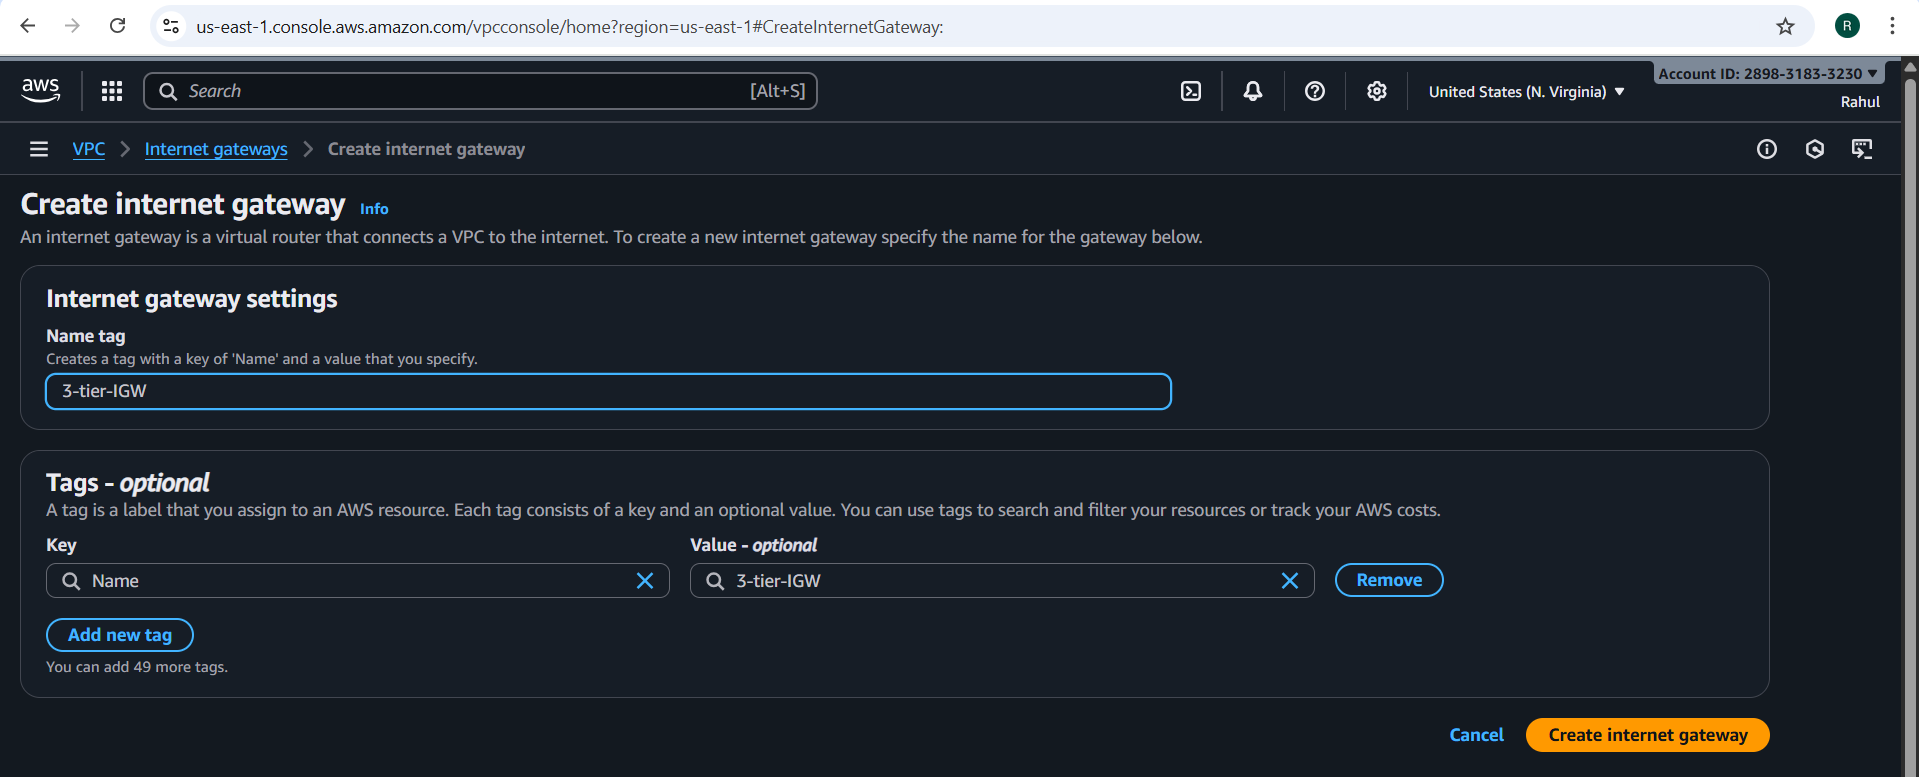 us-east-1.console.aws.amazon.com/vpcconsole/home?region=us-east-1#CreateInternetGateway:
R
aws
Search
[Alt+S]
United States (N. Virginia)
Account ID: 2898-3183-3230
Rahul
VPC
Internet gateways
Create internet gateway
Create internet gateway
Info
An internet gateway is a virtual router that connects a VPC to the internet. To create a new internet gateway specify the name for the gateway below.
Internet gateway settings
Name tag
Creates a tag with a key of 'Name' and a value that you specify.
3-tier-IGW
Tags - optional
A tag is a label that you assign to an AWS resource. Each tag consists of a key and an optional value. You can use tags to search and filter your resources or track your AWS costs.
Key
Value - optional
Name
3-tier-IGW
Remove
Add new tag
You can add 49 more tags.
Cancel
Create internet gateway